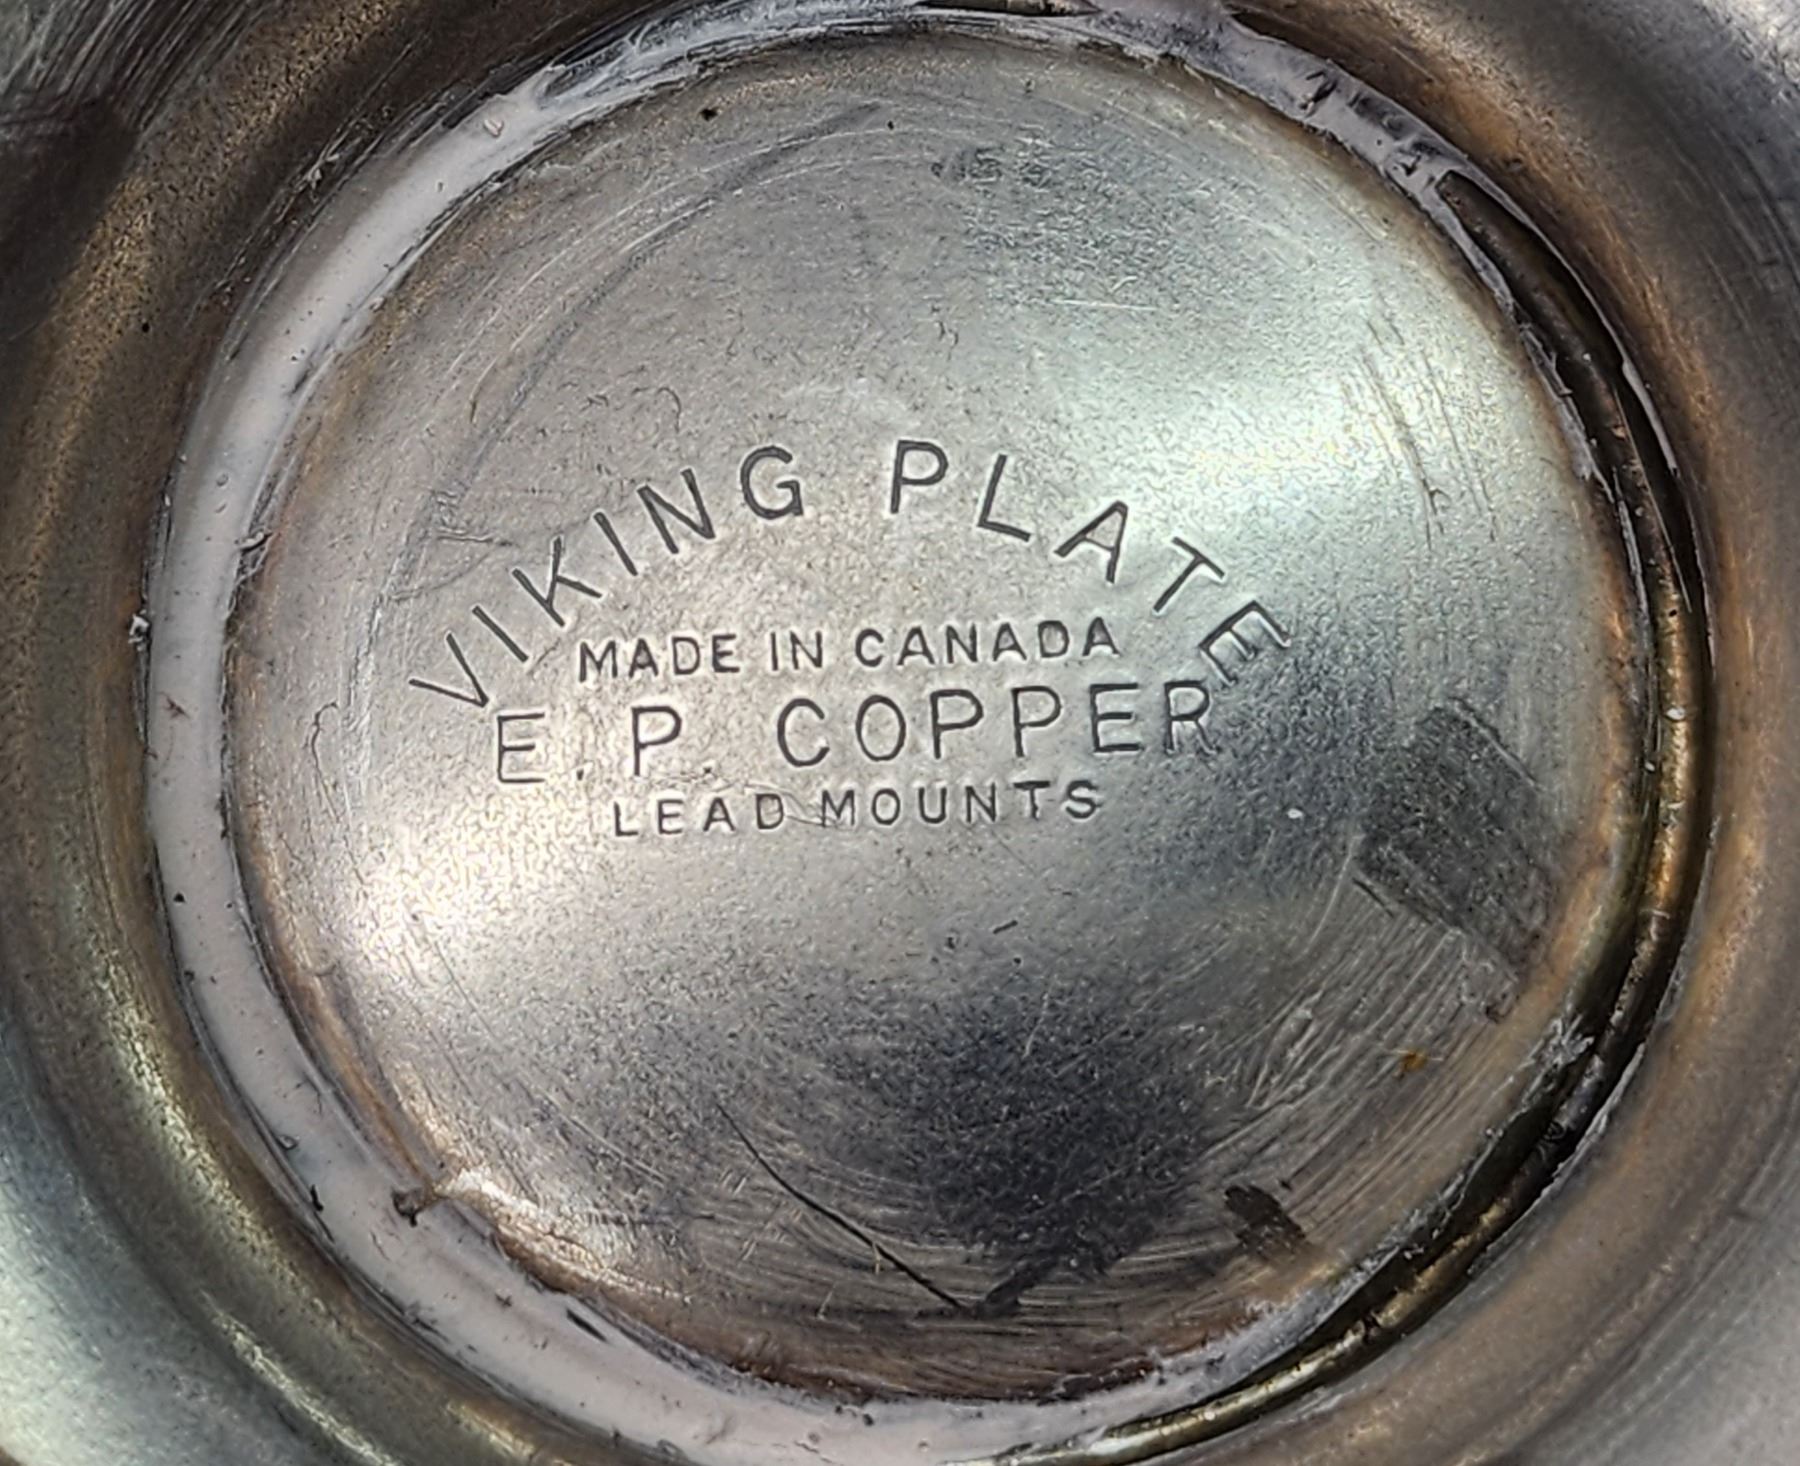 VIKING PLATE
MADE IN CANADA
E.P. COPPER
LEAD MOUNTS